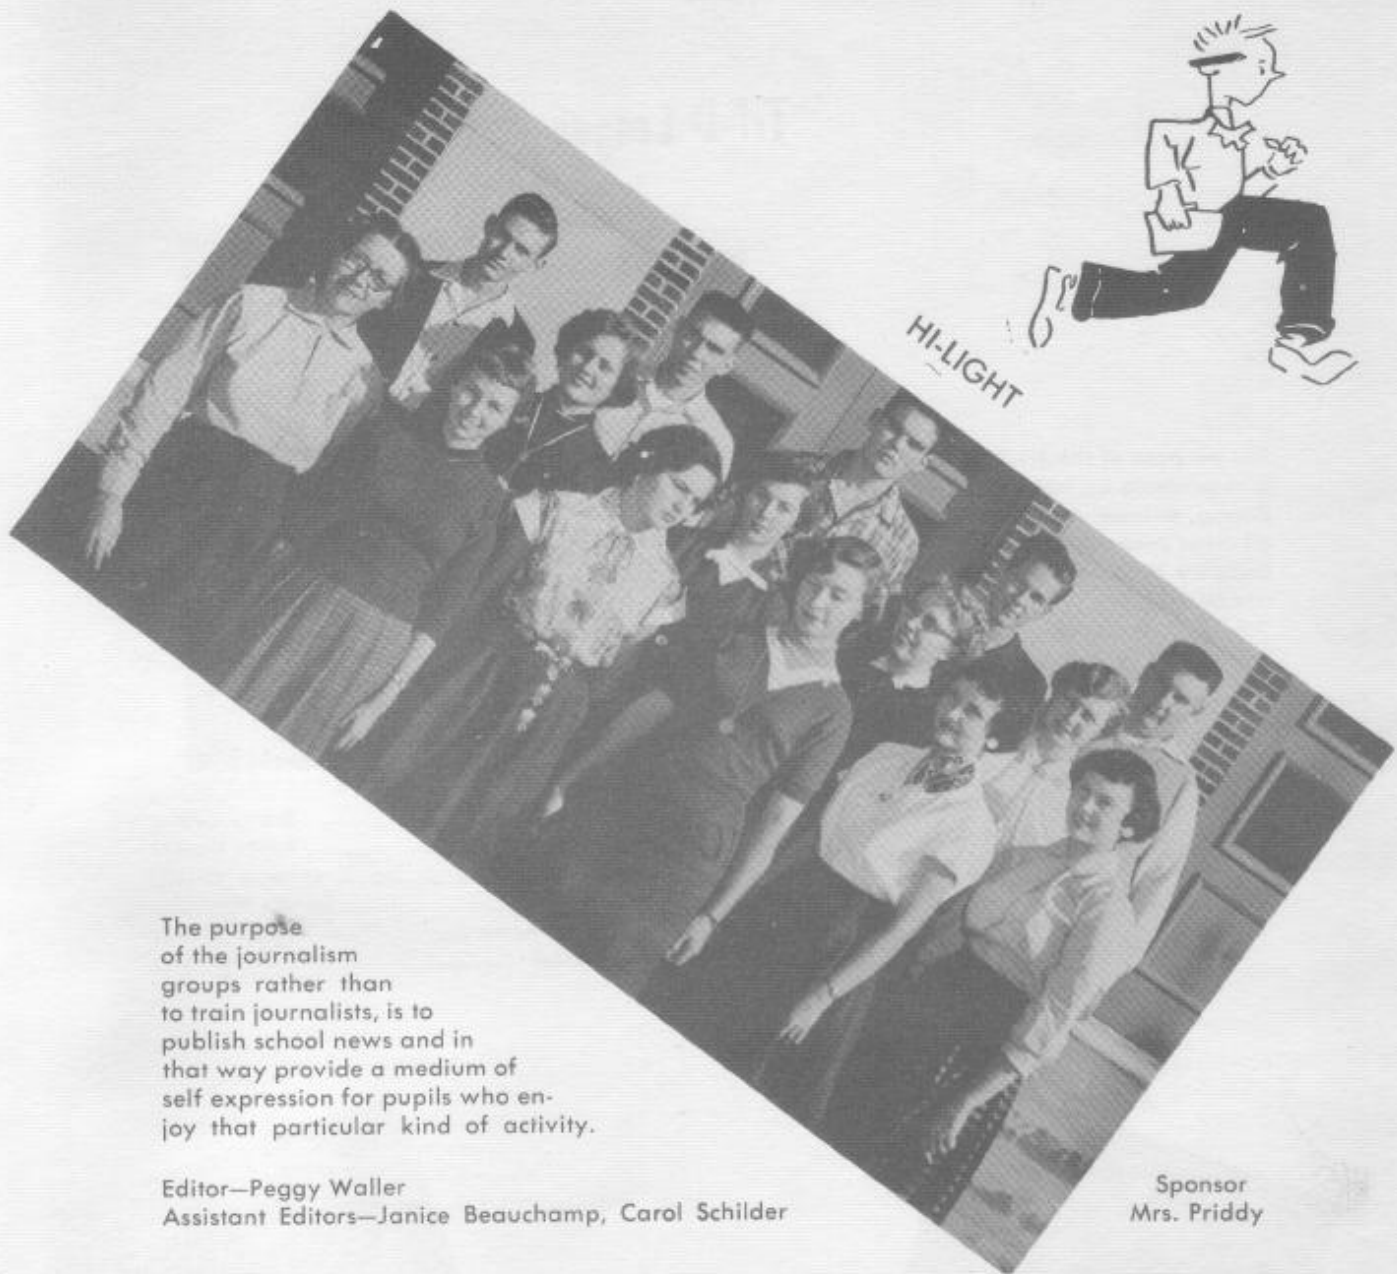 HI-LIGHT
The purpose
of the journalism
groups rather than
to train journalists, is to
publish school news and in
that way provide a medium of
self expression for pupils who en-
joy that particular kind of activity.
Editor—Peggy Waller
Assistant Editors—Janice Beauchamp, Carol Schilder
Sponsor
Mrs. Priddy